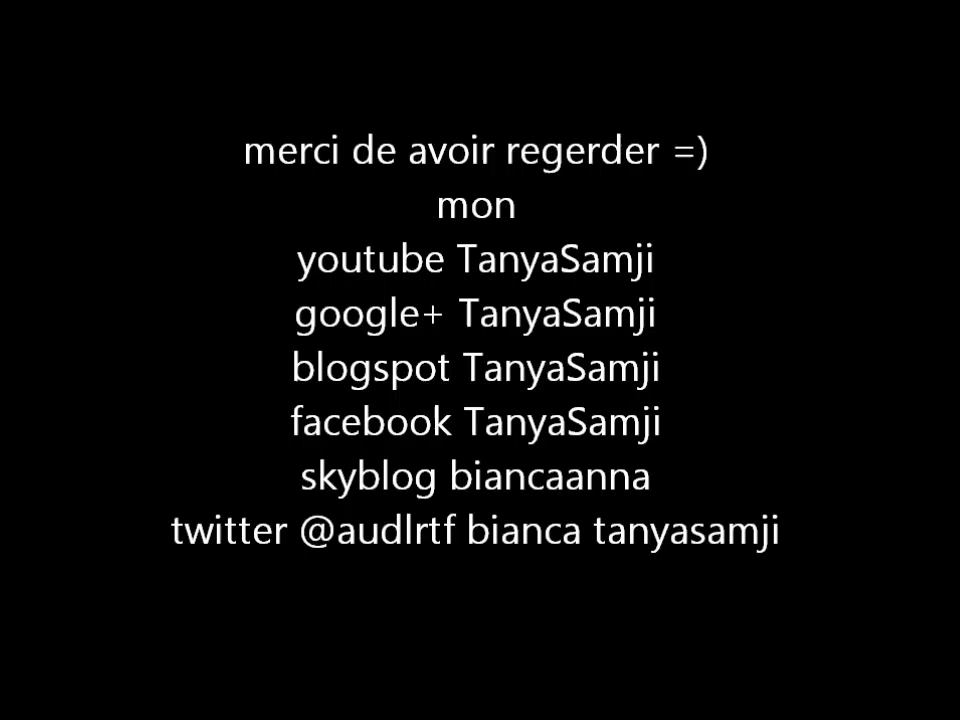 merci de avoir regerder =)
mon
youtube TanyaSamji
google+ TanyaSamji
blogspot TanyaSamji
facebook TanyaSamji
skyblog biancaanna
twitter @audlrtf bianca tanyasamji